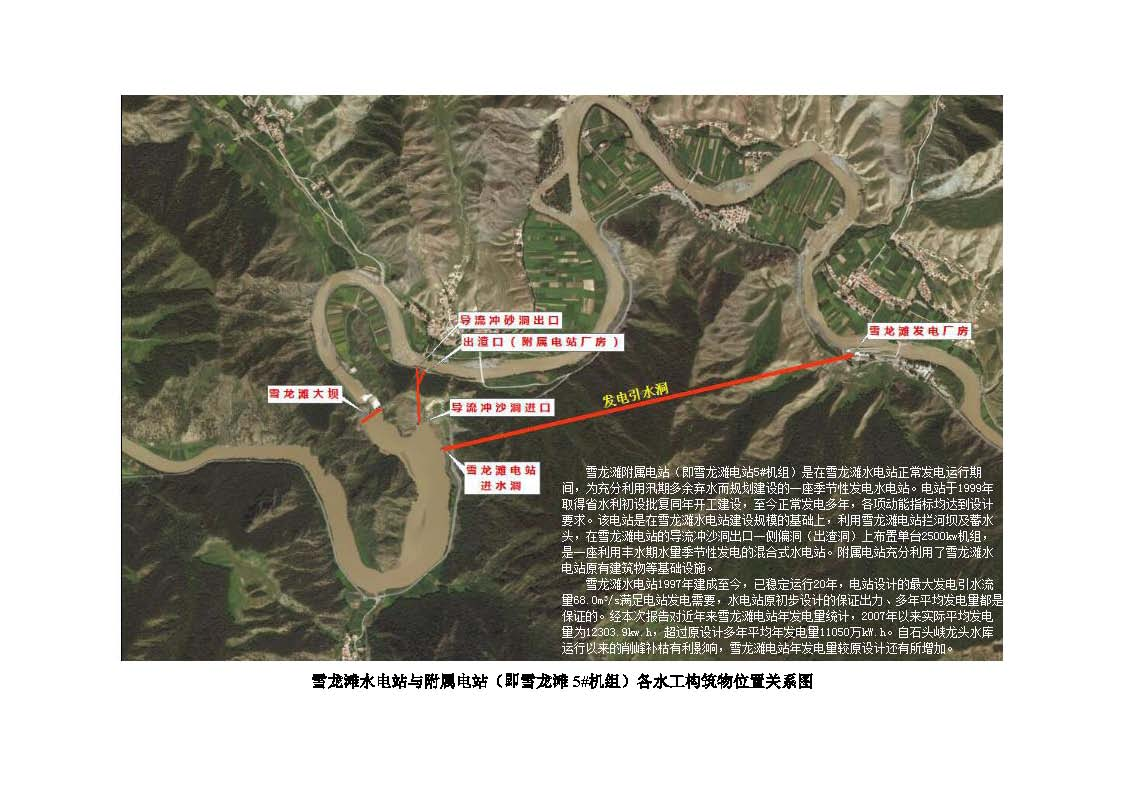 导流冲砂洞出口
出渣口（附属电站厂房）
雪龙滩发电厂房
发电引水洞
雪龙滩大坝
导流冲沙洞进口
雪龙滩电站
进水洞
雪龙滩附属电站（即雪龙滩电站5#机组）是在雪龙滩水电站正常发电运行期
间，为充分利用汛期多余弃水而规划建设的一座季节性发电水电站。电站于1999年
取得省水利初设批复同年开工建设，至今正常发电多年，各项动能指标均达到设计
要求。该电站是在雪龙滩水电站建设规模的基础上，利用雪龙滩电站拦河坝及蓄水
头，在雪龙滩电站的导流冲沙洞出口一侧偏洞（出渣洞）上布置单台2500kw机组，
是一座利用丰水期水量季节性发电的混合式水电站。附属电站充分利用了雪龙滩水
电站原有建筑物等基础设施。
雪龙滩水电站1997年建成至今，已稳定运行20年，电站设计的最大发电引水流
量68.0m³/s满足电站发电需要，水电站原初步设计的保证出力、多年平均发电量都是
保证的。经本次报告对近年来雪龙滩电站年发电量统计，2007年以来实际平均发电
量为12303.9kw.h，超过原设计多年平均年发电量11050万kW.h。自石头峡龙头水库
运行以来的削峰补枯有利影响，雪龙滩电站年发电量较原设计还有所增加。
雪龙滩水电站与附属电站（即雪龙滩5#机组）各水工构筑物位置关系图